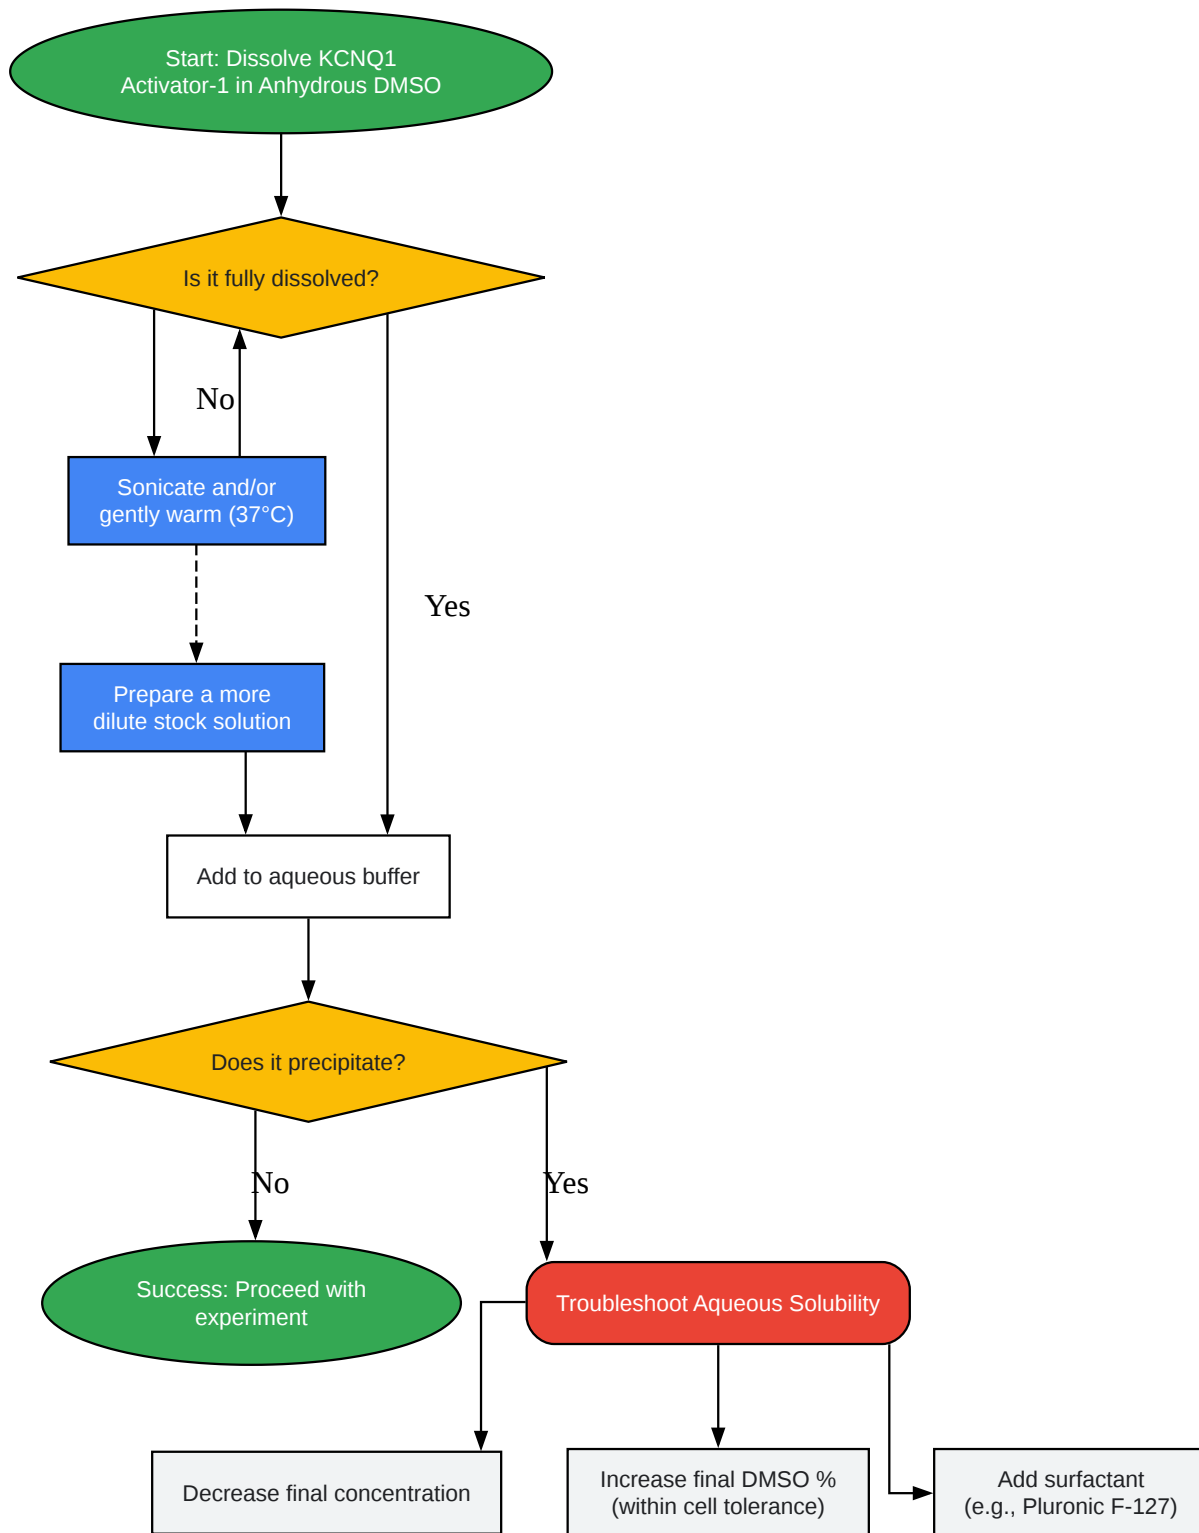 Start: Dissolve KCNQ1
Activator-1 in Anhydrous DMSO
Is it fully dissolved?
No
Sonicate and/or
gently warm (37°C)
Yes
Prepare a more
dilute stock solution
Add to aqueous buffer
Does it precipitate?
No
Yes
Success: Proceed with
experiment
Troubleshoot Aqueous Solubility
Decrease final concentration
Increase final DMSO %
(within cell tolerance)
Add surfactant
(e.g., Pluronic F-127)